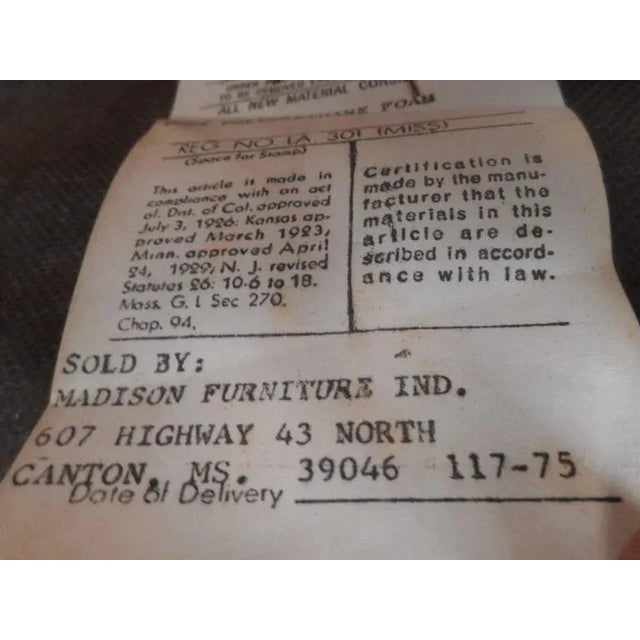 TO BE REMOVED
ALL NEW MATERIAL
FOAM
REG. NO. LA. 301 (MISS)
(Space for Stamp)
This article is made in
compliance with an act
of. Dist. of Col. approved
July 3, 1926: Kansas ap-
proved March 1923,
Minn. approved April
24, 1929; N. J. revised
Statutes 26: 10-6 to 18.
Mass. G. l Sec 270.
Chap. 94.
Certification is
made by the manu-
facturer that the
materials in this
article are de-
scribed in accord-
ance with law.
SOLD BY:
MADISON FURNITURE IND.
607 HIGHWAY 43 NORTH
CANTON, MS. 39046 117-75
Date of Delivery